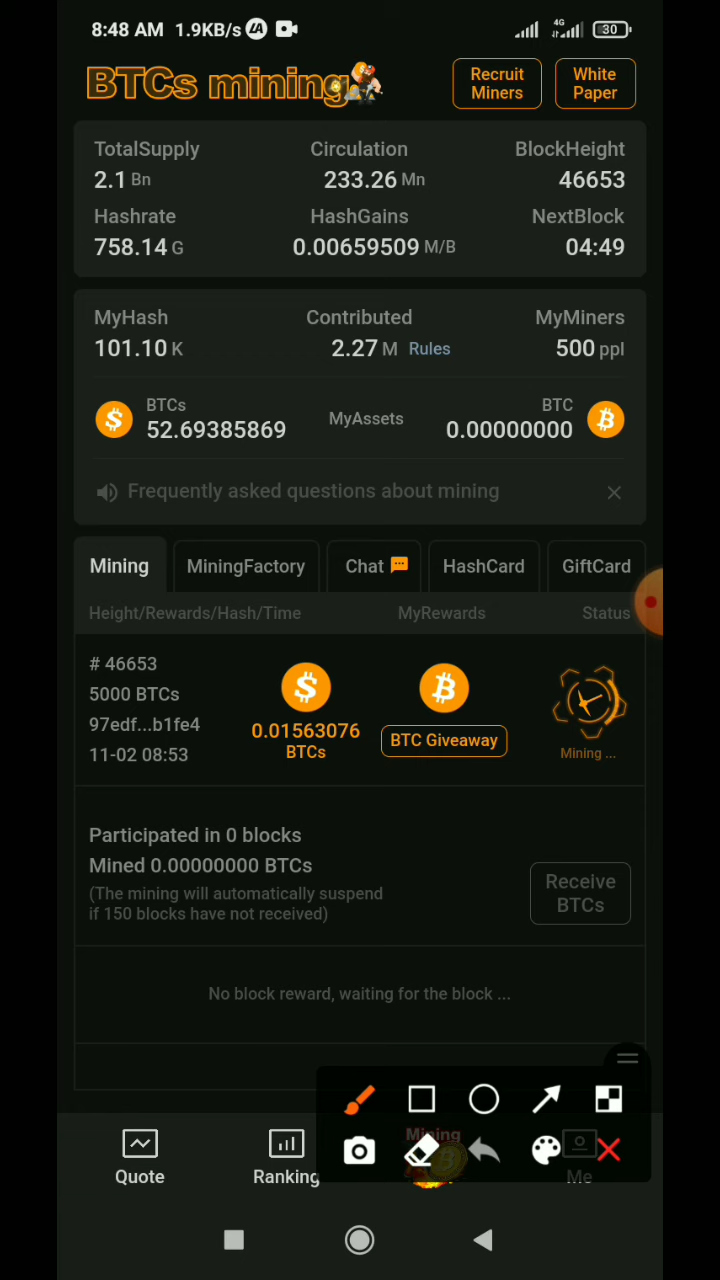 8:48 AM 1.9KB/s LA 4G 30
BTCs mining
Recruit Miners
White Paper
TotalSupply Circulation BlockHeight
2.1 Bn 233.26 Mn 46653
Hashrate HashGains NextBlock
758.14 G 0.00659509 M/B 04:49
MyHash Contributed MyMiners
101.10 K 2.27 M Rules 500 ppl
BTCs MyAssets BTC
52.69385869 0.00000000
Frequently asked questions about mining
Mining MiningFactory Chat HashCard GiftCard
Height/Rewards/Hash/Time MyRewards Status
# 46653
5000 BTCs
97edf...b1fe4
11-02 08:53
0.01563076
BTCs
BTC Giveaway
Mining ...
Participated in 0 blocks
Mined 0.00000000 BTCs
(The mining will automatically suspend
if 150 blocks have not received)
Receive
BTCs
No block reward, waiting for the block ...
Mining
Quote Ranking Me